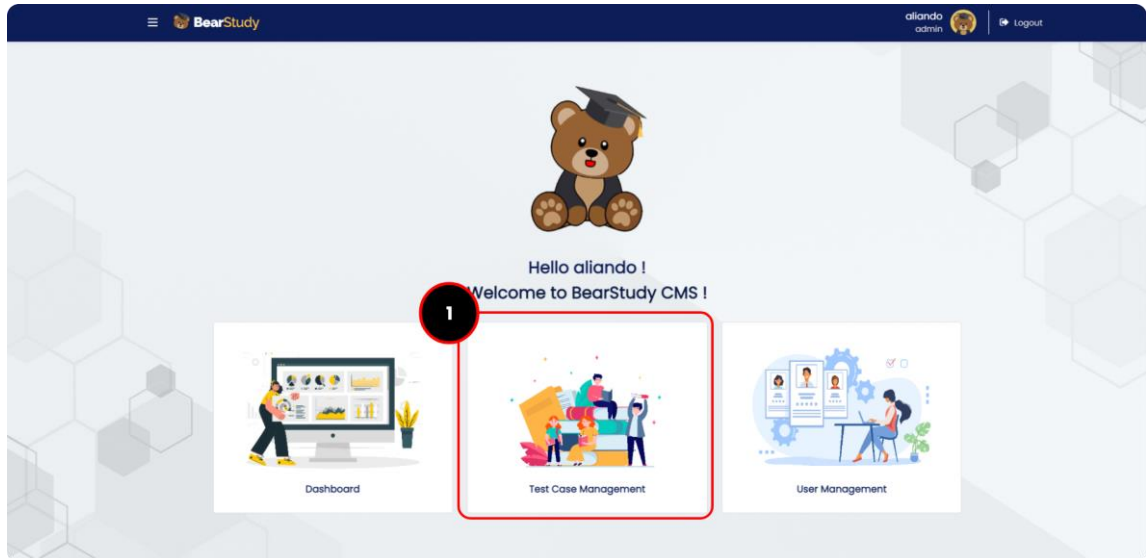 BearStudy
aliando
admin
Logout
Hello aliando !
Welcome to BearStudy CMS !
1
Dashboard
Test Case Management
User Management